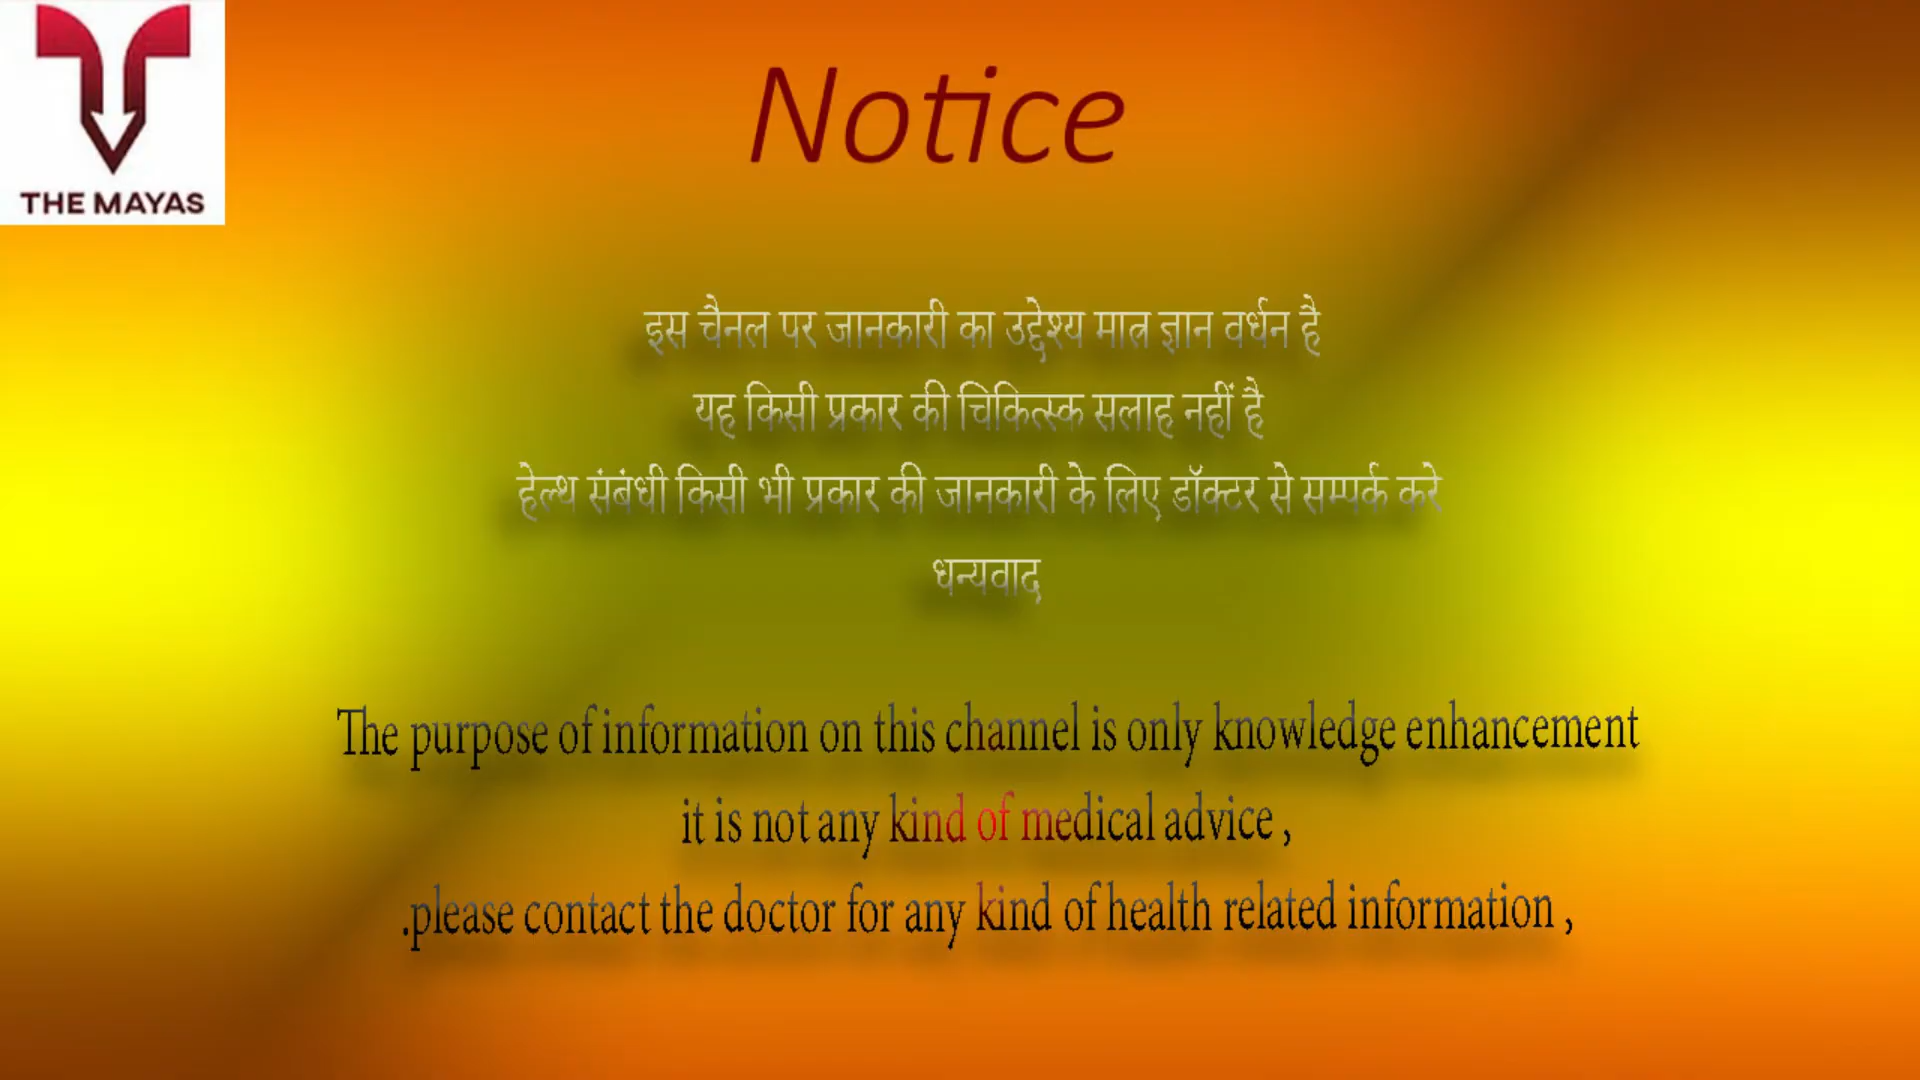 THE MAYAS
Notice
इस चैनल पर जानकारी का उद्देश्य मात्र ज्ञान वर्धन है
यह किसी प्रकार की चिकित्स्क सलाह नहीं है
हेल्थ संबंधी किसी भी प्रकार की जानकारी के लिए डॉक्टर से सम्पर्क करे
धन्यवाद
The purpose of information on this channel is only knowledge enhancement
it is not any kind of medical advice ,
.please contact the doctor for any kind of health related information ,